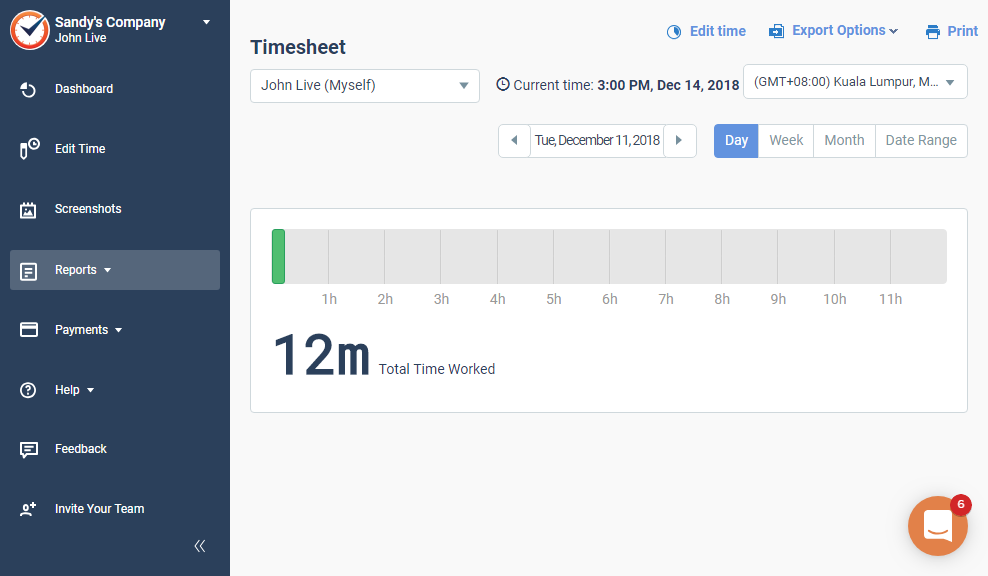 Sandy's Company
John Live
Dashboard
Edit Time
Screenshots
Reports
Payments
Help
Feedback
Invite Your Team
Edit time
Export Options
Print
Timesheet
John Live (Myself)
Current time: 3:00 PM, Dec 14, 2018
(GMT+08:00) Kuala Lumpur, M...
Tue, December 11, 2018
Day Week Month Date Range
1h 2h 3h 4h 5h 6h 7h 8h 9h 10h 11h
12m Total Time Worked
6